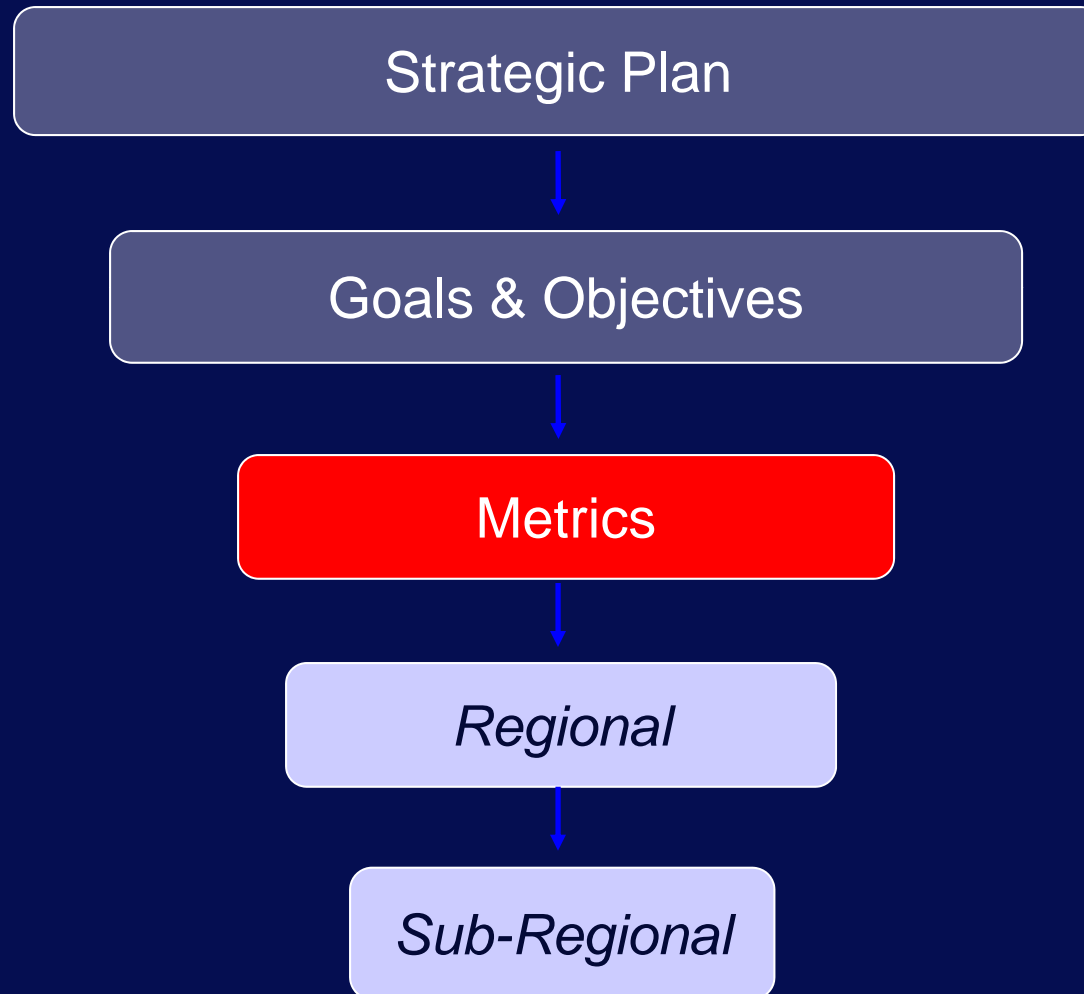 Strategic Plan
Goals & Objectives
Metrics
Regional
Sub-Regional